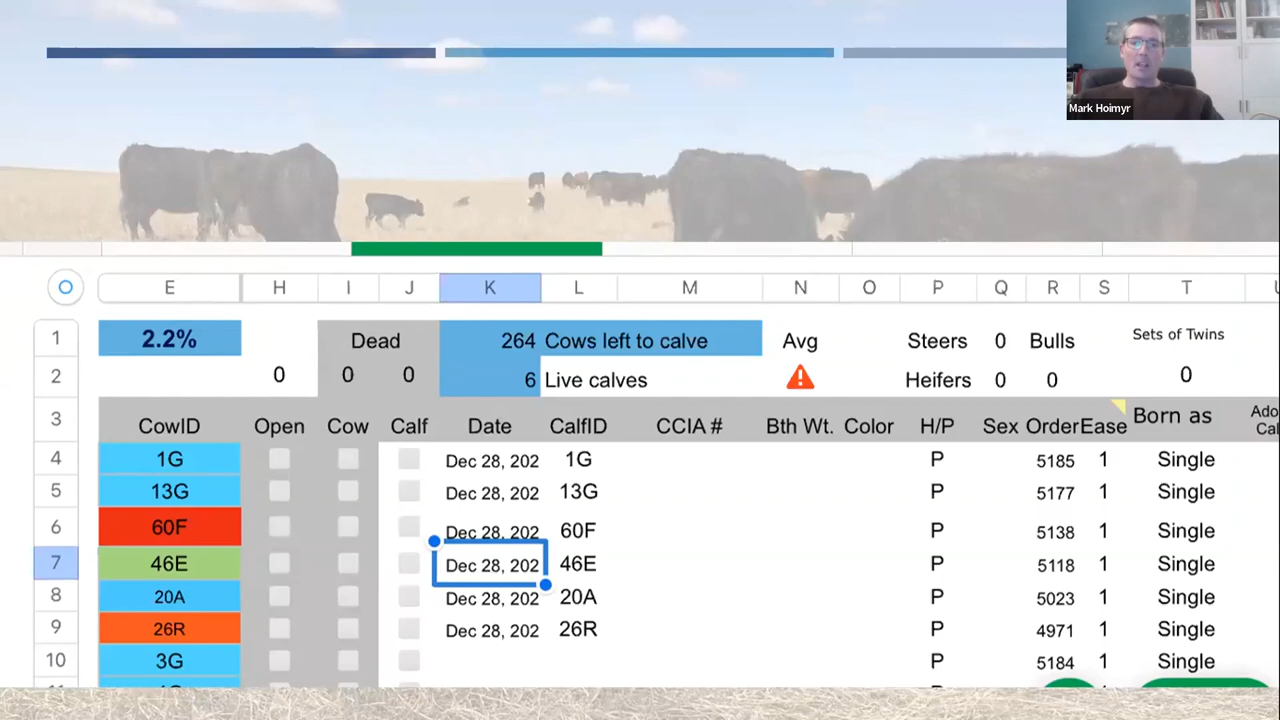 Mark Hoimyr
E H I J K L M N O P Q R S T
1 2.2% Dead 264 Cows left to calve Avg Steers 0 Bulls Sets of Twins
2 0 0 0 6 Live calves Heifers 0 0 0
3 CowID Open Cow Calf Date CalfID CCIA # Bth Wt. Color H/P Sex Order Ease Born as Ado Cal
4 1G Dec 28, 202 1G P 5185 1 Single
5 13G Dec 28, 202 13G P 5177 1 Single
6 60F Dec 28, 202 60F P 5138 1 Single
7 46E Dec 28, 202 46E P 5118 1 Single
8 20A Dec 28, 202 20A P 5023 1 Single
9 26R Dec 28, 202 26R P 4971 1 Single
10 3G P 5184 1 Single